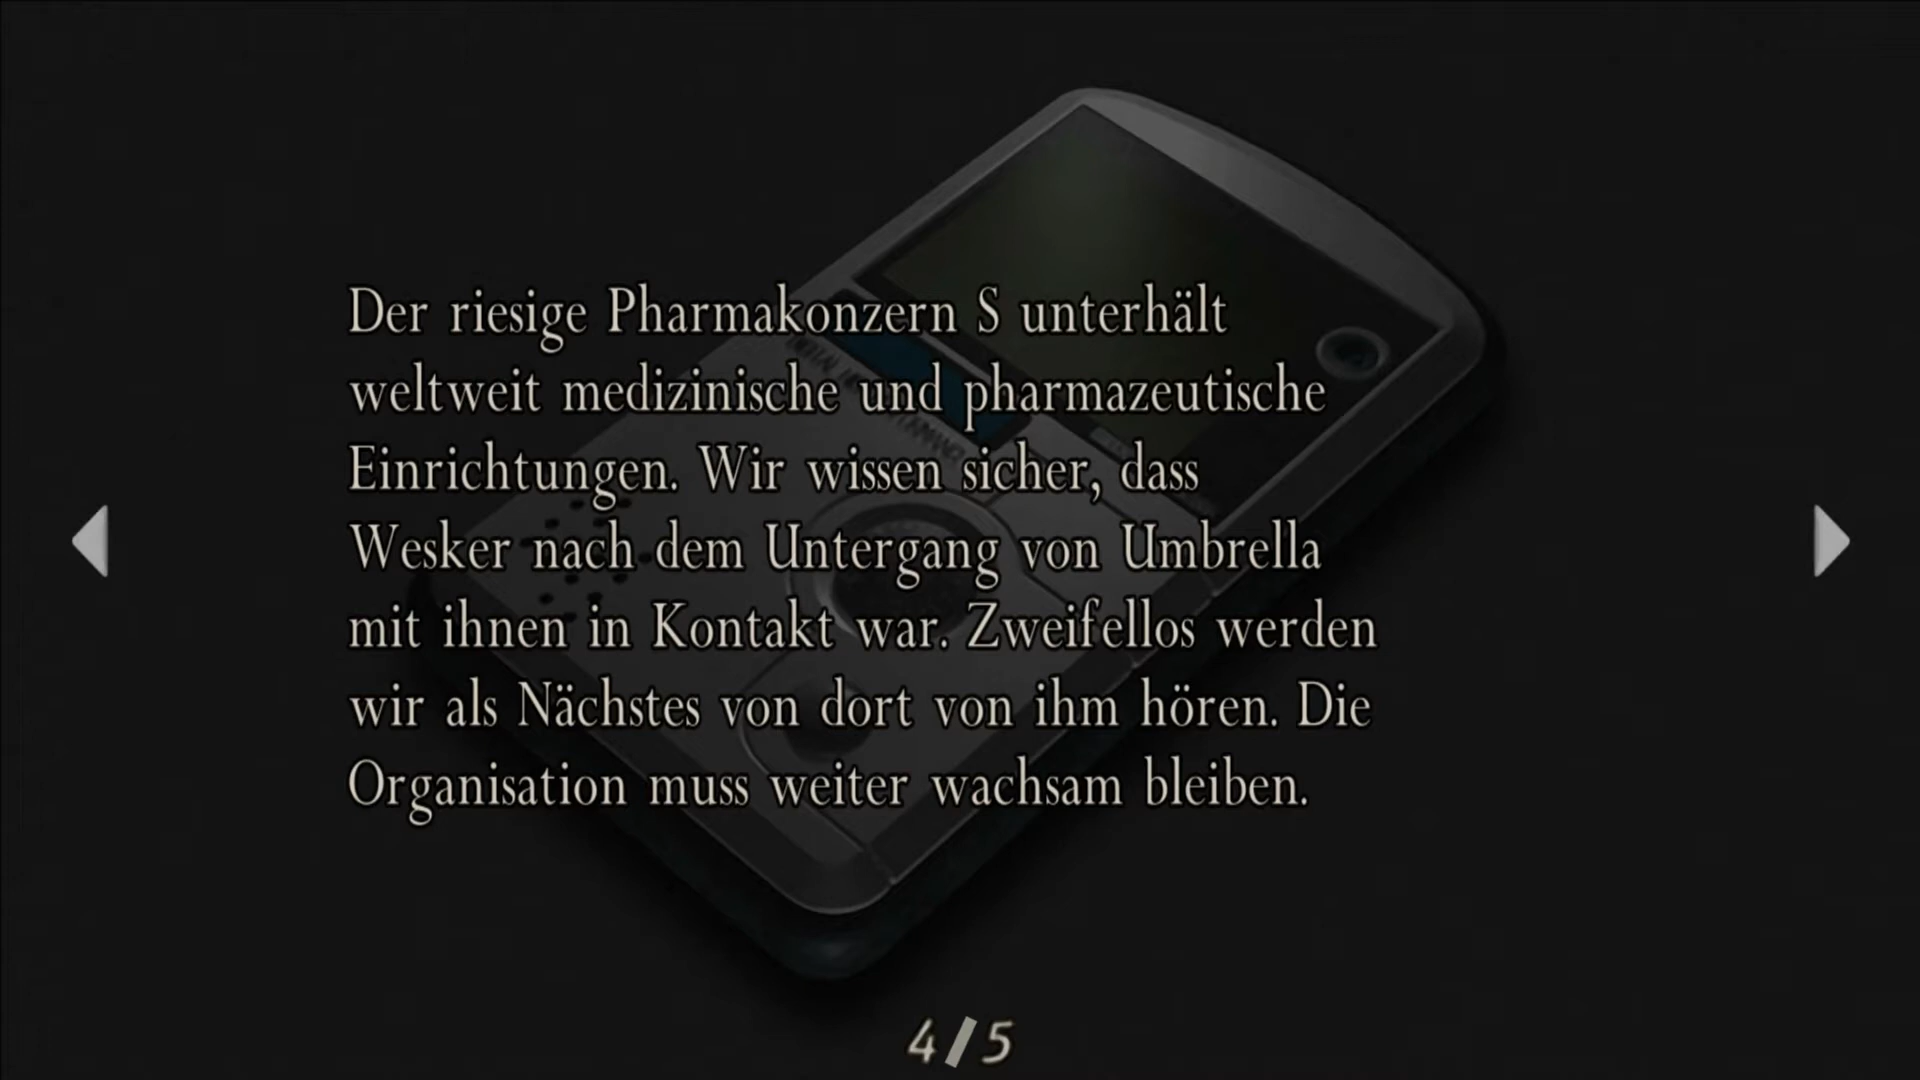 Der riesige Pharmakonzern S unterhält
weltweit medizinische und pharmazeutische
Einrichtungen. Wir wissen sicher, dass
Wesker nach dem Untergang von Umbrella
mit ihnen in Kontakt war. Zweifellos werden
wir als Nächstes von dort von ihm hören. Die
Organisation muss weiter wachsam bleiben.
4/5